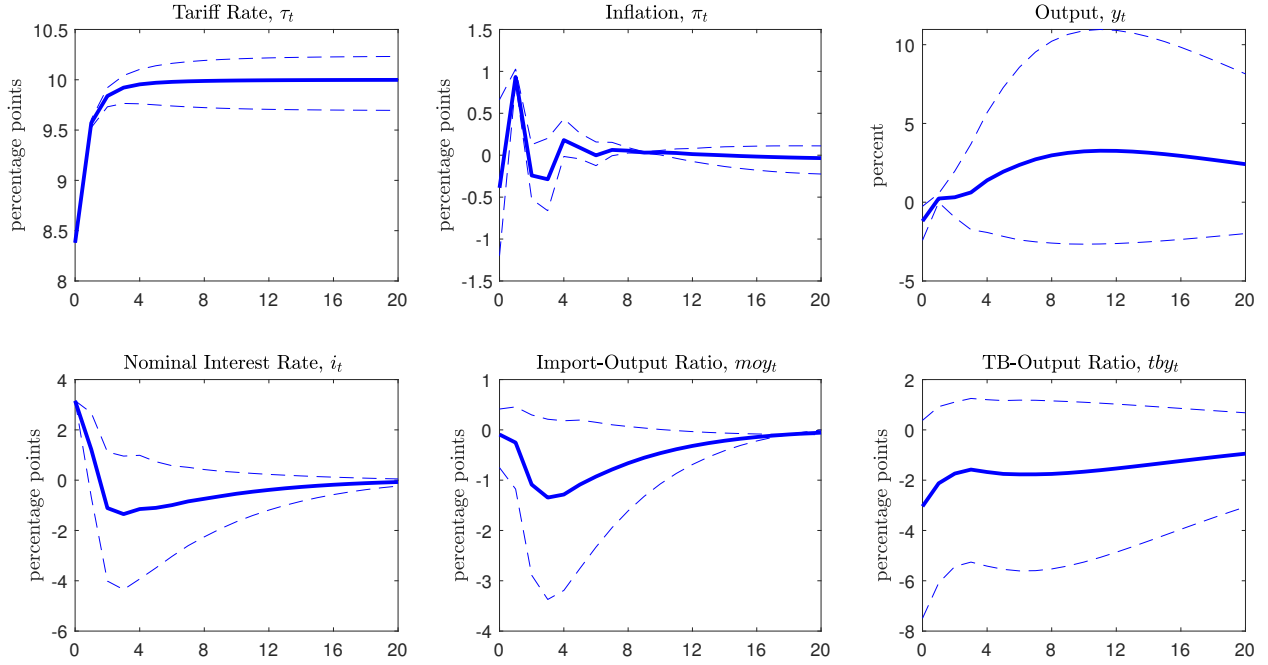 Tariff Rate, τt
percentage points
10.5
10
9.5
9
8.5
8
0 4 8 12 16 20
Inflation, πt
percentage points
1.5
1
0.5
0
-0.5
-1
-1.5
0 4 8 12 16 20
Output, yt
percent
10
5
0
-5
0 4 8 12 16 20
Nominal Interest Rate, it
percentage points
4
2
0
-2
-4
-6
0 4 8 12 16 20
Import-Output Ratio, moyt
percentage points
1
0
-1
-2
-3
-4
0 4 8 12 16 20
TB-Output Ratio, tbyt
percentage points
2
0
-2
-4
-6
-8
0 4 8 12 16 20